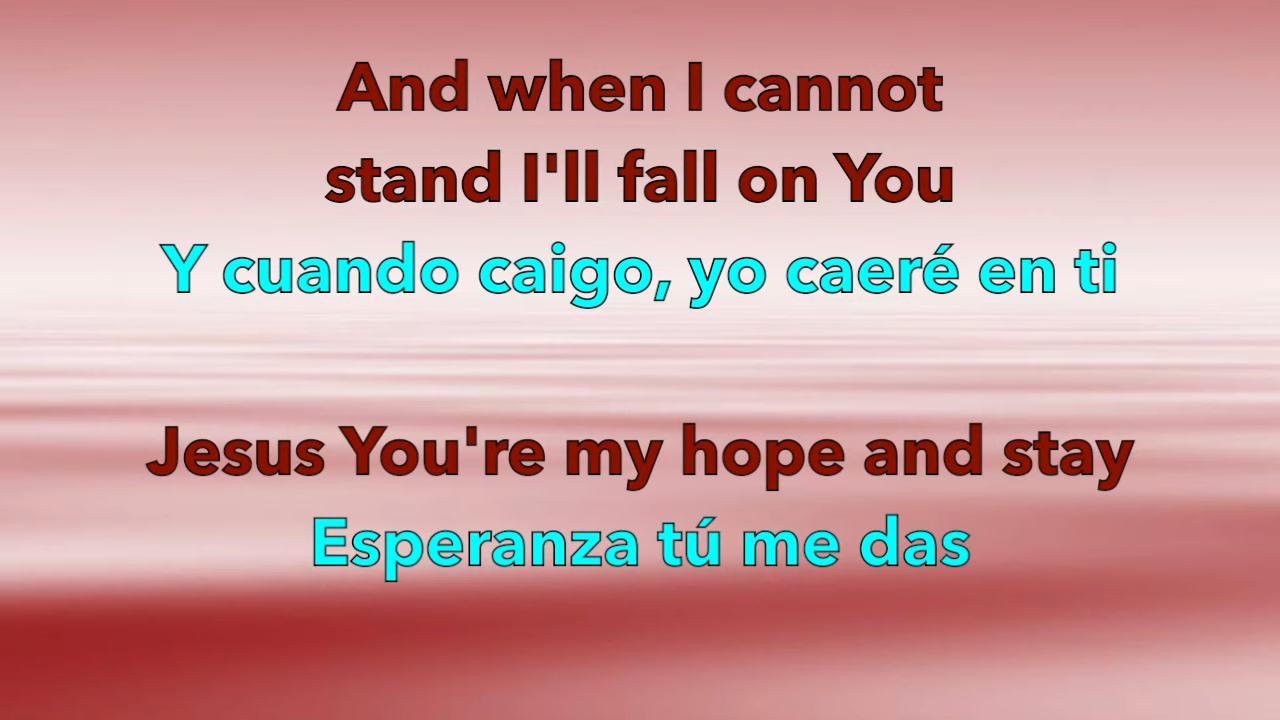 And when I cannot
stand I'll fall on You
Y cuando caigo, yo caeré en ti
Jesus You're my hope and stay
Esperanza tú me das